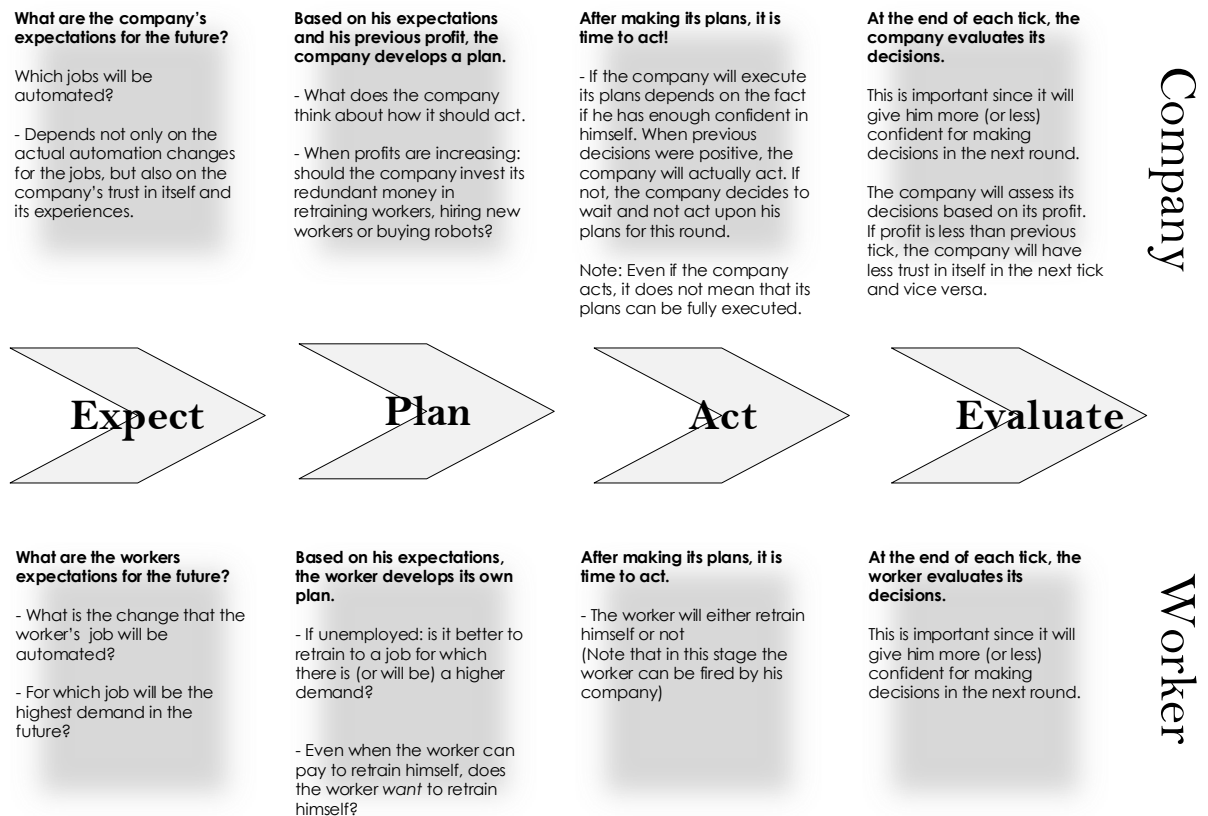 What are the company's
expectations for the future?
Which jobs will be
automated?
- Depends not only on the
actual automation changes
for the jobs, but also on the
company's trust in itself and
its experiences.
Based on his expectations
and his previous profit, the
company develops a plan.
- What does the company
think about how it should act.
- When profits are increasing:
should the company invest its
redundant money in
retraining workers, hiring new
workers or buying robots?
After making its plans, it is
time to act!
- If the company will execute
its plans depends on the fact
if he has enough confident in
himself. When previous
decisions were positive, the
company will actually act. If
not, the company decides to
wait and not act upon his
plans for this round.
Note: Even if the company
acts, it does not mean that its
plans can be fully executed.
At the end of each tick, the
company evaluates its
decisions.
This is important since it will
give him more (or less)
confident for making
decisions in the next round.
The company will assess its
decisions based on its profit.
If profit is less than previous
tick, the company will have
less trust in itself in the next tick
and vice versa.
Company
Expect
Plan
Act
Evaluate
What are the workers
expectations for the future?
- What is the change that the
worker's  job will be
automated?
- For which job will be the
highest demand in the
future?
Based on his expectations,
the worker develops its own
plan.
- If unemployed: is it better to
retrain to a job for which
there is (or will be) a higher
demand?
- Even when the worker can
pay to retrain himself, does
the worker want to retrain
himself?
After making its plans, it is
time to act.
- The worker will either retrain
himself or not
(Note that in this stage the
worker can be fired by his
company)
At the end of each tick, the
worker evaluates its
decisions.
This is important since it will
give him more (or less)
confident for making
decisions in the next round.
Worker